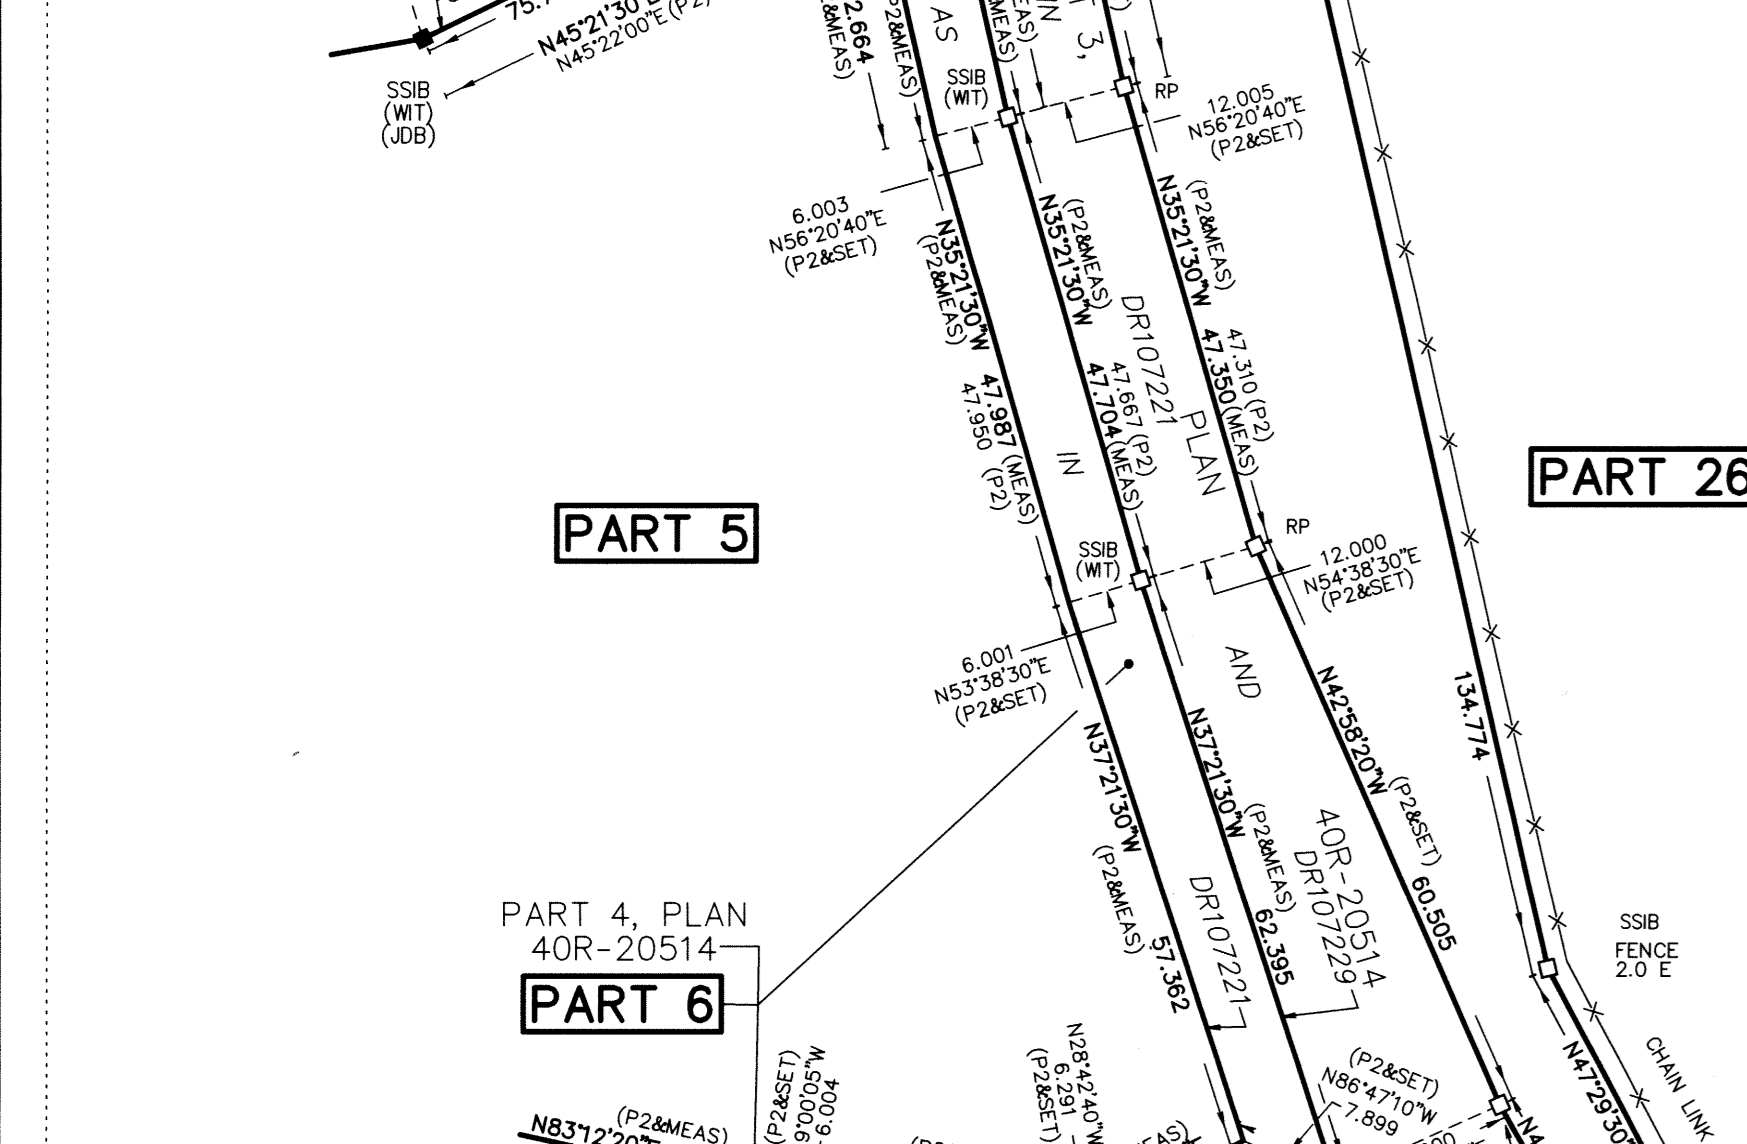 N45°21'30"E
N45°22'00"E (P2)
SSIB
(WIT)
(JDB)
2.664
P2&MEAS)
AS
IN
3,
SSIB
(WIT)
RP
12.005
N56°20'40"E
(P2&SET)
6.003
N56°20'40"E
(P2&SET)
N35°21'30"W
(P2&MEAS)
47.987 (MEAS)
47.950 (P2)
(P2&MEAS)
N35°21'30"W
47.667 (P2)
47.704 (MEAS)
(P2&MEAS)
N35°21'30"W
47.310 (P2)
47.350 (MEAS)
DR107221
IN
PLAN
PART 5
PART 26
SSIB
(WIT)
RP
12.000
N54°38'30"E
(P2&SET)
6.001
N53°38'30"E
(P2&SET)
AND
N37°21'30"W
(P2&MEAS)
57.362
N37°21'30"W
(P2&MEAS)
62.395
N42°58'20"W
(P2&SET)
60.505
134.774
40R-20514
DR107229
DR107221
PART 4, PLAN
40R-20514
PART 6
SSIB
FENCE
2.0 E
CHAIN LINK
N47°29'30"
(P2&SET)
9°00'05"W
6.004
N28°42'40"W
6.291
(P2&SET)
(P2&SET)
N86°47'10"W
7.899
(P2&MEAS)
N83°12'20"E